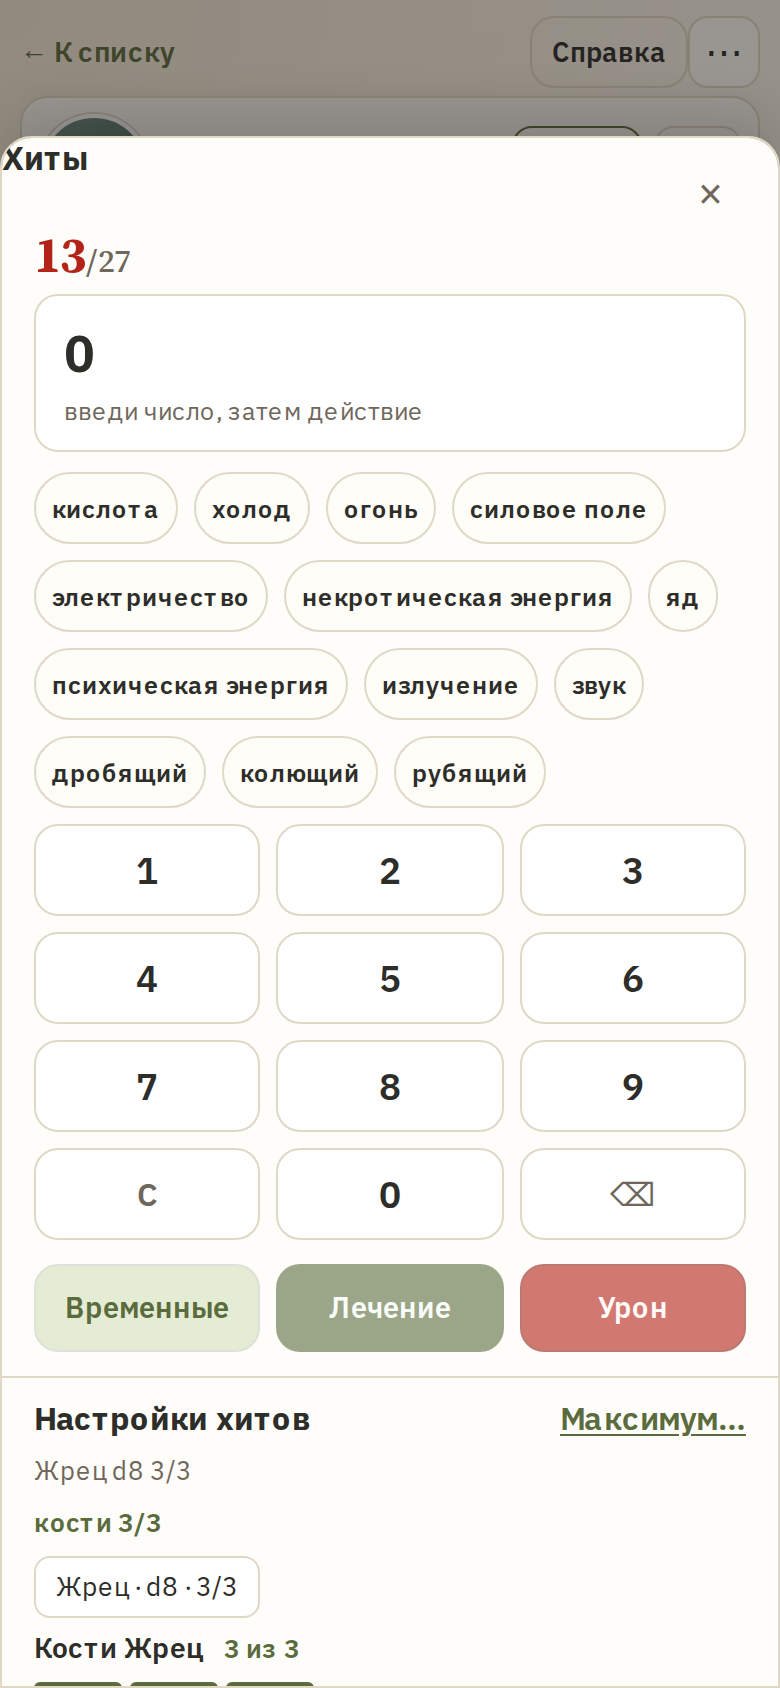 ← К списку
Справка
⋯
Хиты
×
13/27
0
введи число, затем действие
кислота холод огонь силовое поле
электричество некротическая энергия яд
психическая энергия излучение звук
дробящий колющий рубящий
1 2 3
4 5 6
7 8 9
C 0 ⌫
Временные Лечение Урон
Настройки хитов Максимум...
Жрец d8 3/3
кости 3/3
Жрец · d8 · 3/3
Кости Жрец 3 из 3